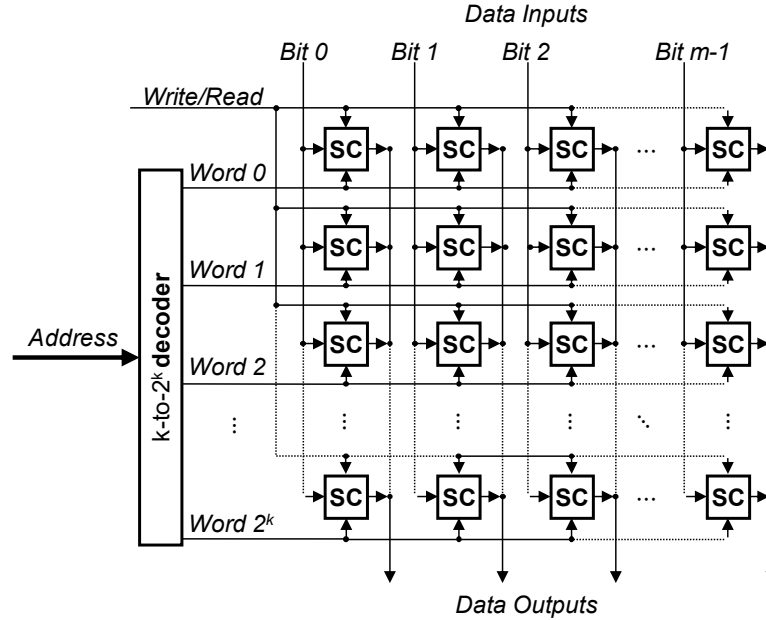 Data Inputs
Bit 0 Bit 1 Bit 2 Bit m-1
Write/Read
SC SC SC ... SC
Word 0
SC SC SC ... SC
Word 1
Address
k-to-2ᵏ decoder
SC SC SC ... SC
Word 2
SC SC SC ... SC
Word 2ᵏ
Data Outputs